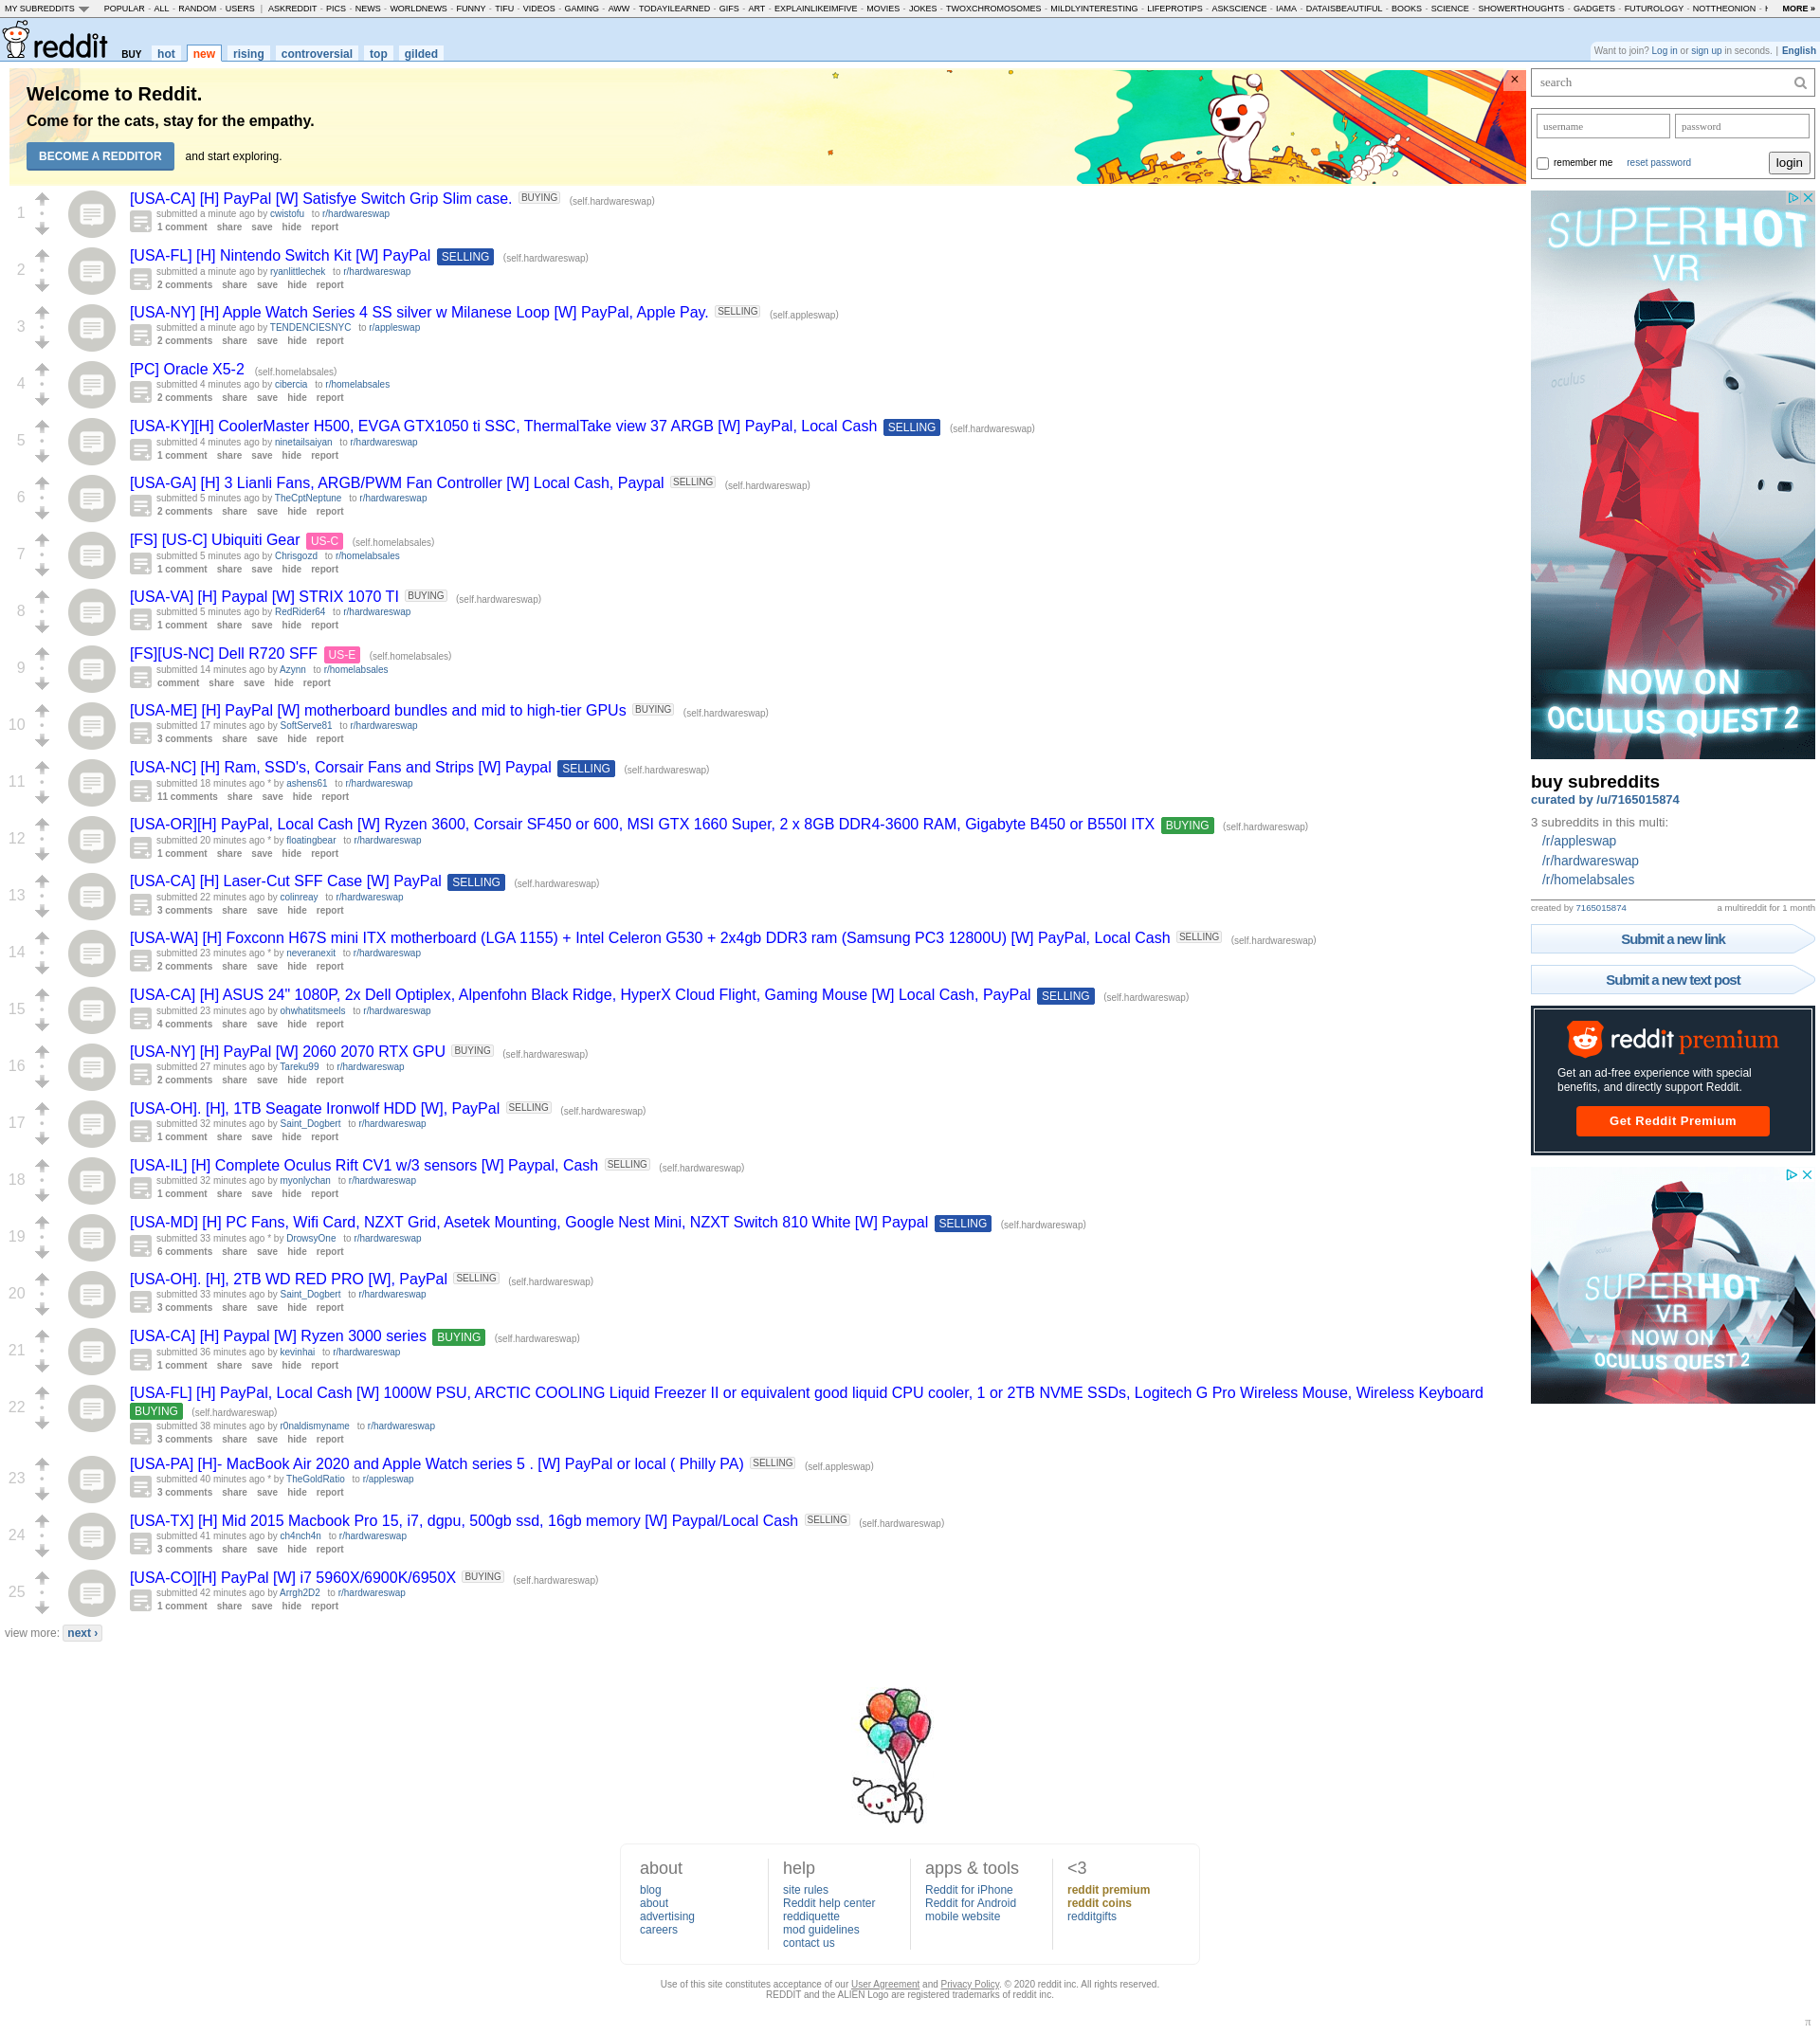 MY SUBREDDITS POPULAR - ALL - RANDOM - USERS | ASKREDDIT - PICS - NEWS - WORLDNEWS - FUNNY - TIFU - VIDEOS - GAMING - AWW - TODAYILEARNED - GIFS - ART - EXPLAINLIKEIMFIVE - MOVIES - JOKES - TWOXCHROMOSOMES - MILDLYINTERESTING - LIFEPROTIPS - ASKSCIENCE - IAMA - DATAISBEAUTIFUL - BOOKS - SCIENCE - SHOWERTHOUGHTS - GADGETS - FUTUROLOGY - NOTTHEONION - MORE »
reddit BUY hot new rising controversial top gilded
Want to join? Log in or sign up in seconds. | English
Welcome to Reddit.
Come for the cats, stay for the empathy.
BECOME A REDDITOR and start exploring.
×
search
username password
remember me reset password login
1
[USA-CA] [H] PayPal [W] Satisfye Switch Grip Slim case. BUYING (self.hardwareswap)
submitted a minute ago by cwistofu to r/hardwareswap
1 comment share save hide report
2
[USA-FL] [H] Nintendo Switch Kit [W] PayPal SELLING (self.hardwareswap)
submitted a minute ago by ryanlittlechek to r/hardwareswap
2 comments share save hide report
3
[USA-NY] [H] Apple Watch Series 4 SS silver w Milanese Loop [W] PayPal, Apple Pay. SELLING (self.appleswap)
submitted a minute ago by TENDENCIESNYC to r/appleswap
2 comments share save hide report
4
[PC] Oracle X5-2 (self.homelabsales)
submitted 4 minutes ago by cibercia to r/homelabsales
2 comments share save hide report
5
[USA-KY][H] CoolerMaster H500, EVGA GTX1050 ti SSC, ThermalTake view 37 ARGB [W] PayPal, Local Cash SELLING (self.hardwareswap)
submitted 4 minutes ago by ninetailsaiyan to r/hardwareswap
1 comment share save hide report
6
[USA-GA] [H] 3 Lianli Fans, ARGB/PWM Fan Controller [W] Local Cash, Paypal SELLING (self.hardwareswap)
submitted 5 minutes ago by TheCptNeptune to r/hardwareswap
2 comments share save hide report
7
[FS] [US-C] Ubiquiti Gear US-C (self.homelabsales)
submitted 5 minutes ago by Chrisgozd to r/homelabsales
1 comment share save hide report
8
[USA-VA] [H] Paypal [W] STRIX 1070 TI BUYING (self.hardwareswap)
submitted 5 minutes ago by RedRider64 to r/hardwareswap
1 comment share save hide report
9
[FS][US-NC] Dell R720 SFF US-E (self.homelabsales)
submitted 14 minutes ago by Azynn to r/homelabsales
comment share save hide report
10
[USA-ME] [H] PayPal [W] motherboard bundles and mid to high-tier GPUs BUYING (self.hardwareswap)
submitted 17 minutes ago by SoftServe81 to r/hardwareswap
3 comments share save hide report
11
[USA-NC] [H] Ram, SSD's, Corsair Fans and Strips [W] Paypal SELLING (self.hardwareswap)
submitted 18 minutes ago * by ashens61 to r/hardwareswap
11 comments share save hide report
12
[USA-OR][H] PayPal, Local Cash [W] Ryzen 3600, Corsair SF450 or 600, MSI GTX 1660 Super, 2 x 8GB DDR4-3600 RAM, Gigabyte B450 or B550I ITX BUYING (self.hardwareswap)
submitted 20 minutes ago * by floatingbear to r/hardwareswap
1 comment share save hide report
13
[USA-CA] [H] Laser-Cut SFF Case [W] PayPal SELLING (self.hardwareswap)
submitted 22 minutes ago by colinreay to r/hardwareswap
3 comments share save hide report
14
[USA-WA] [H] Foxconn H67S mini ITX motherboard (LGA 1155) + Intel Celeron G530 + 2x4gb DDR3 ram (Samsung PC3 12800U) [W] PayPal, Local Cash SELLING (self.hardwareswap)
submitted 23 minutes ago * by neveranexit to r/hardwareswap
2 comments share save hide report
15
[USA-CA] [H] ASUS 24" 1080P, 2x Dell Optiplex, Alpenfohn Black Ridge, HyperX Cloud Flight, Gaming Mouse [W] Local Cash, PayPal SELLING (self.hardwareswap)
submitted 23 minutes ago by ohwhatitsmeels to r/hardwareswap
4 comments share save hide report
16
[USA-NY] [H] PayPal [W] 2060 2070 RTX GPU BUYING (self.hardwareswap)
submitted 27 minutes ago by Tareku99 to r/hardwareswap
2 comments share save hide report
17
[USA-OH]. [H], 1TB Seagate Ironwolf HDD [W], PayPal SELLING (self.hardwareswap)
submitted 32 minutes ago by Saint_Dogbert to r/hardwareswap
1 comment share save hide report
18
[USA-IL] [H] Complete Oculus Rift CV1 w/3 sensors [W] Paypal, Cash SELLING (self.hardwareswap)
submitted 32 minutes ago by myonlychan to r/hardwareswap
1 comment share save hide report
19
[USA-MD] [H] PC Fans, Wifi Card, NZXT Grid, Asetek Mounting, Google Nest Mini, NZXT Switch 810 White [W] Paypal SELLING (self.hardwareswap)
submitted 33 minutes ago * by DrowsyOne to r/hardwareswap
6 comments share save hide report
20
[USA-OH]. [H], 2TB WD RED PRO [W], PayPal SELLING (self.hardwareswap)
submitted 33 minutes ago by Saint_Dogbert to r/hardwareswap
3 comments share save hide report
21
[USA-CA] [H] Paypal [W] Ryzen 3000 series BUYING (self.hardwareswap)
submitted 36 minutes ago by kevinhai to r/hardwareswap
1 comment share save hide report
22
[USA-FL] [H] PayPal, Local Cash [W] 1000W PSU, ARCTIC COOLING Liquid Freezer II or equivalent good liquid CPU cooler, 1 or 2TB NVME SSDs, Logitech G Pro Wireless Mouse, Wireless Keyboard
BUYING (self.hardwareswap)
submitted 38 minutes ago by r0naldismyname to r/hardwareswap
3 comments share save hide report
23
[USA-PA] [H]- MacBook Air 2020 and Apple Watch series 5 . [W] PayPal or local ( Philly PA) SELLING (self.appleswap)
submitted 40 minutes ago * by TheGoldRatio to r/appleswap
3 comments share save hide report
24
[USA-TX] [H] Mid 2015 Macbook Pro 15, i7, dgpu, 500gb ssd, 16gb memory [W] Paypal/Local Cash SELLING (self.hardwareswap)
submitted 41 minutes ago by ch4nch4n to r/hardwareswap
3 comments share save hide report
25
[USA-CO][H] PayPal [W] i7 5960X/6900K/6950X BUYING (self.hardwareswap)
submitted 42 minutes ago by Arrgh2D2 to r/hardwareswap
1 comment share save hide report
view more: next ›
SUPERHOT
VR
oculus
NOW ON
OCULUS QUEST 2
buy subreddits
curated by /u/7165015874
3 subreddits in this multi:
/r/appleswap
/r/hardwareswap
/r/homelabsales
created by 7165015874 a multireddit for 1 month
Submit a new link
Submit a new text post
reddit premium
Get an ad-free experience with special
benefits, and directly support Reddit.
Get Reddit Premium
SUPERHOT
VR
NOW ON
OCULUS QUEST 2
about
blog
about
advertising
careers
help
site rules
Reddit help center
reddiquette
mod guidelines
contact us
apps & tools
Reddit for iPhone
Reddit for Android
mobile website
<3
reddit premium
reddit coins
redditgifts
Use of this site constitutes acceptance of our User Agreement and Privacy Policy. © 2020 reddit inc. All rights reserved.
REDDIT and the ALIEN Logo are registered trademarks of reddit inc.
π